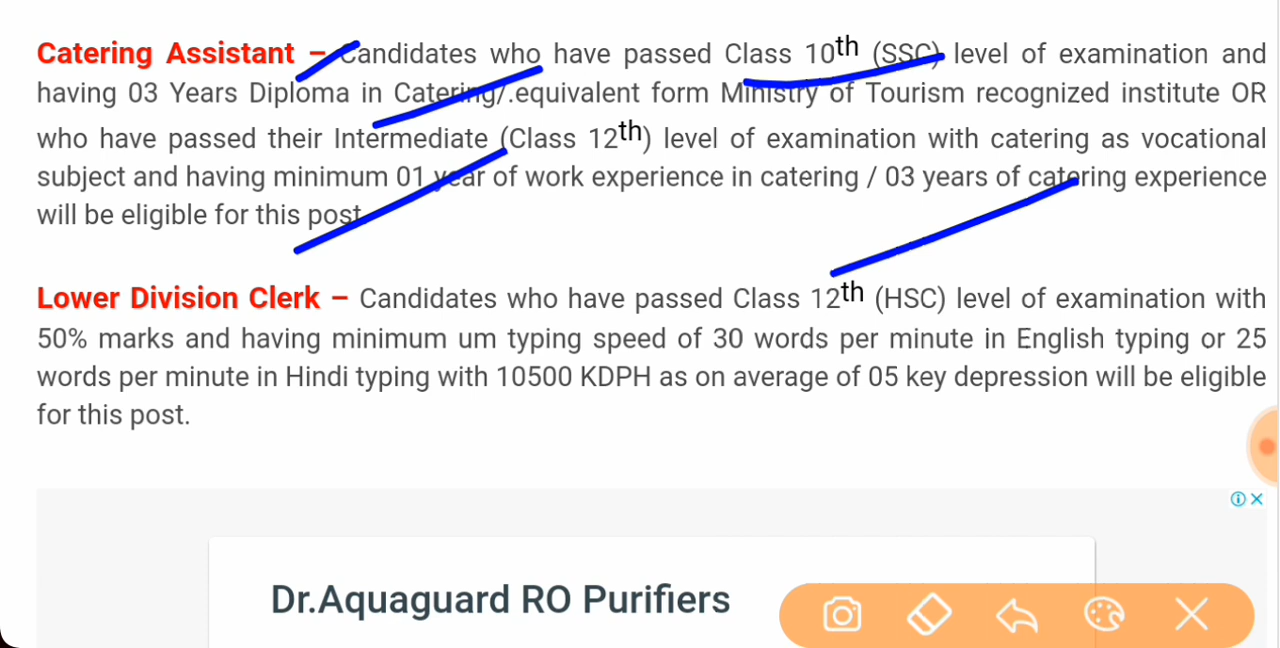 Catering Assistant – Candidates who have passed Class 10th (SSC) level of examination and
having 03 Years Diploma in Catering/.equivalent form Ministry of Tourism recognized institute OR
who have passed their Intermediate (Class 12th) level of examination with catering as vocational
subject and having minimum 01 year of work experience in catering / 03 years of catering experience
will be eligible for this post.
Lower Division Clerk – Candidates who have passed Class 12th (HSC) level of examination with
50% marks and having minimum um typing speed of 30 words per minute in English typing or 25
words per minute in Hindi typing with 10500 KDPH as on average of 05 key depression will be eligible
for this post.
Dr.Aquaguard RO Purifiers